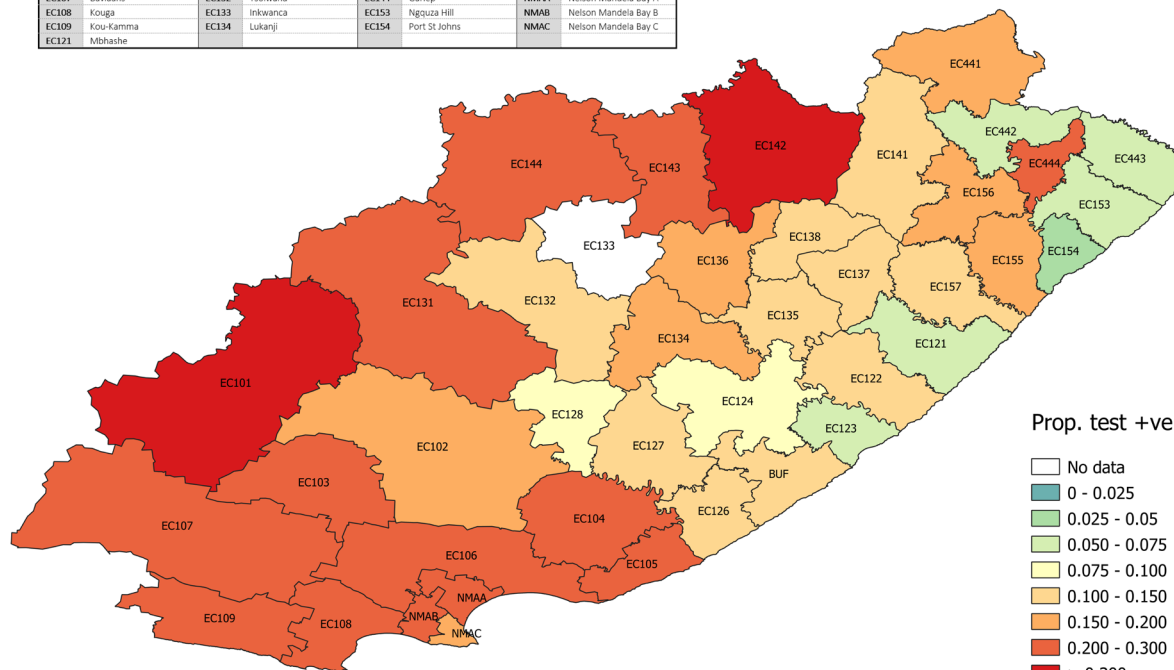 EC108 Kouga EC133 Inkwanca EC153 Ngquza Hill NMAB Nelson Mandela Bay B
EC109 Kou-Kamma EC134 Lukanji EC154 Port St Johns NMAC Nelson Mandela Bay C
EC121 Mbhashe
EC441
EC142
EC442
EC141
EC443
EC144
EC143
EC444
EC156
EC153
EC138
EC133
EC154
EC136
EC155
EC137
EC157
EC131
EC132
EC135
EC134
EC121
EC101
EC122
EC124
EC128
EC123
EC127
EC102
BUF
EC103
EC126
EC104
EC107
EC106
EC105
NMAA
EC109
NMAB
EC108
NMAC
Prop. test +ve
No data
0 - 0.025
0.025 - 0.05
0.050 - 0.075
0.075 - 0.100
0.100 - 0.150
0.150 - 0.200
0.200 - 0.300